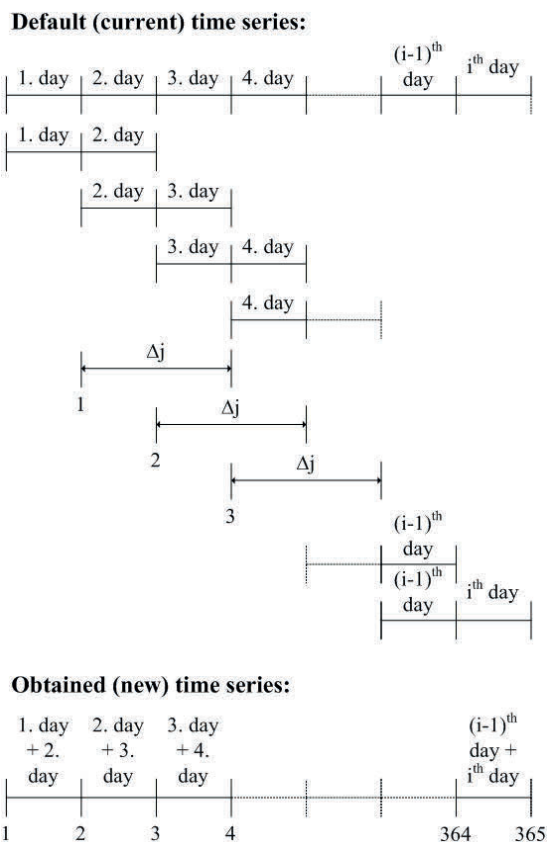 Default (current) time series:
(i-1)th
1. day 2. day 3. day 4. day day ith day
1. day 2. day
2. day 3. day
3. day 4. day
4. day
Δj
1
Δj
2
Δj
3
(i-1)th
day
(i-1)th
day ith day
Obtained (new) time series:
1. day 2. day 3. day (i-1)th
+ 2. + 3. + 4. day +
day day day ith day
1 2 3 4 364 365